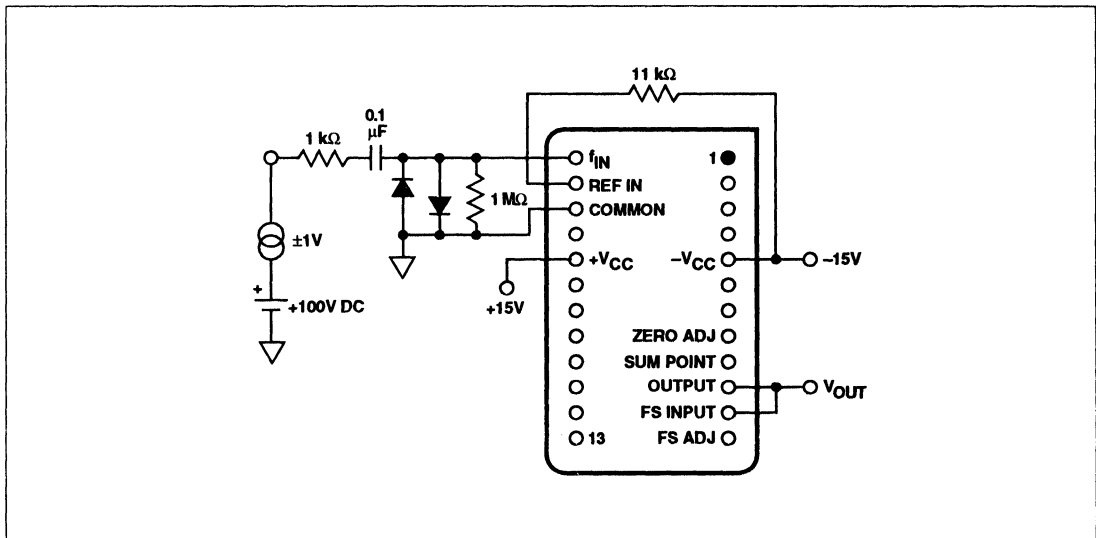 11 kΩ
0.1
μF
1 kΩ
fIN
1
REF IN
1 MΩ
COMMON
±1V
+VCC
–VCC
–15V
+
+100V DC
+15V
ZERO ADJ
SUM POINT
OUTPUT
VOUT
FS INPUT
13
FS ADJ